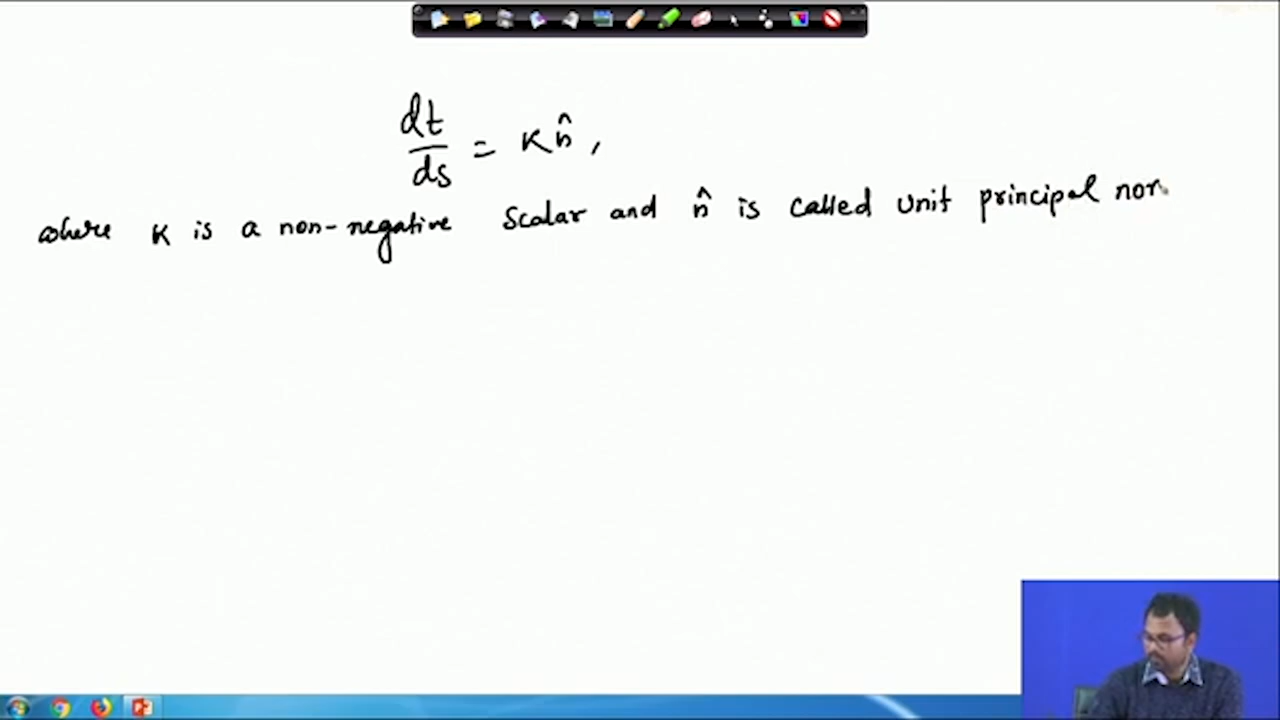 dt/ds = κn̂,
where κ is a non-negative scalar and n̂ is called unit principal nor